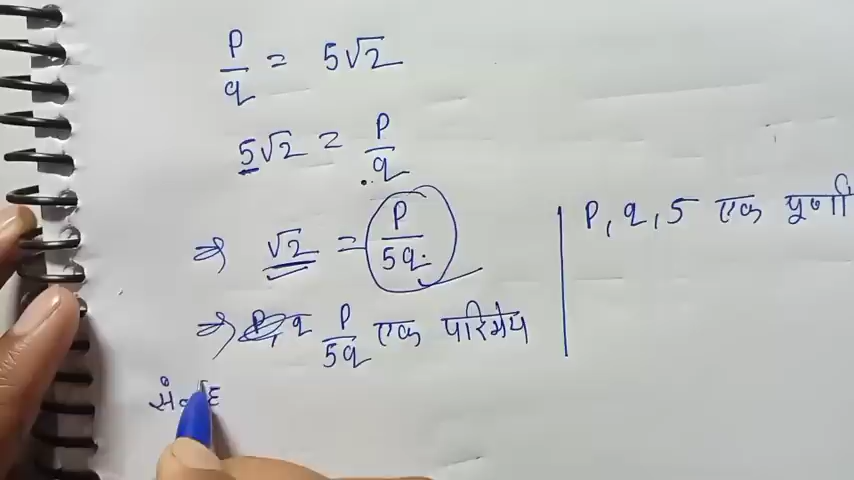 P/q = 5√2
5√2 = P/q
⇒ √2 = P/5q
⇒ q P/5q एक परिमेय
P, q, 5 एक पूर्णा